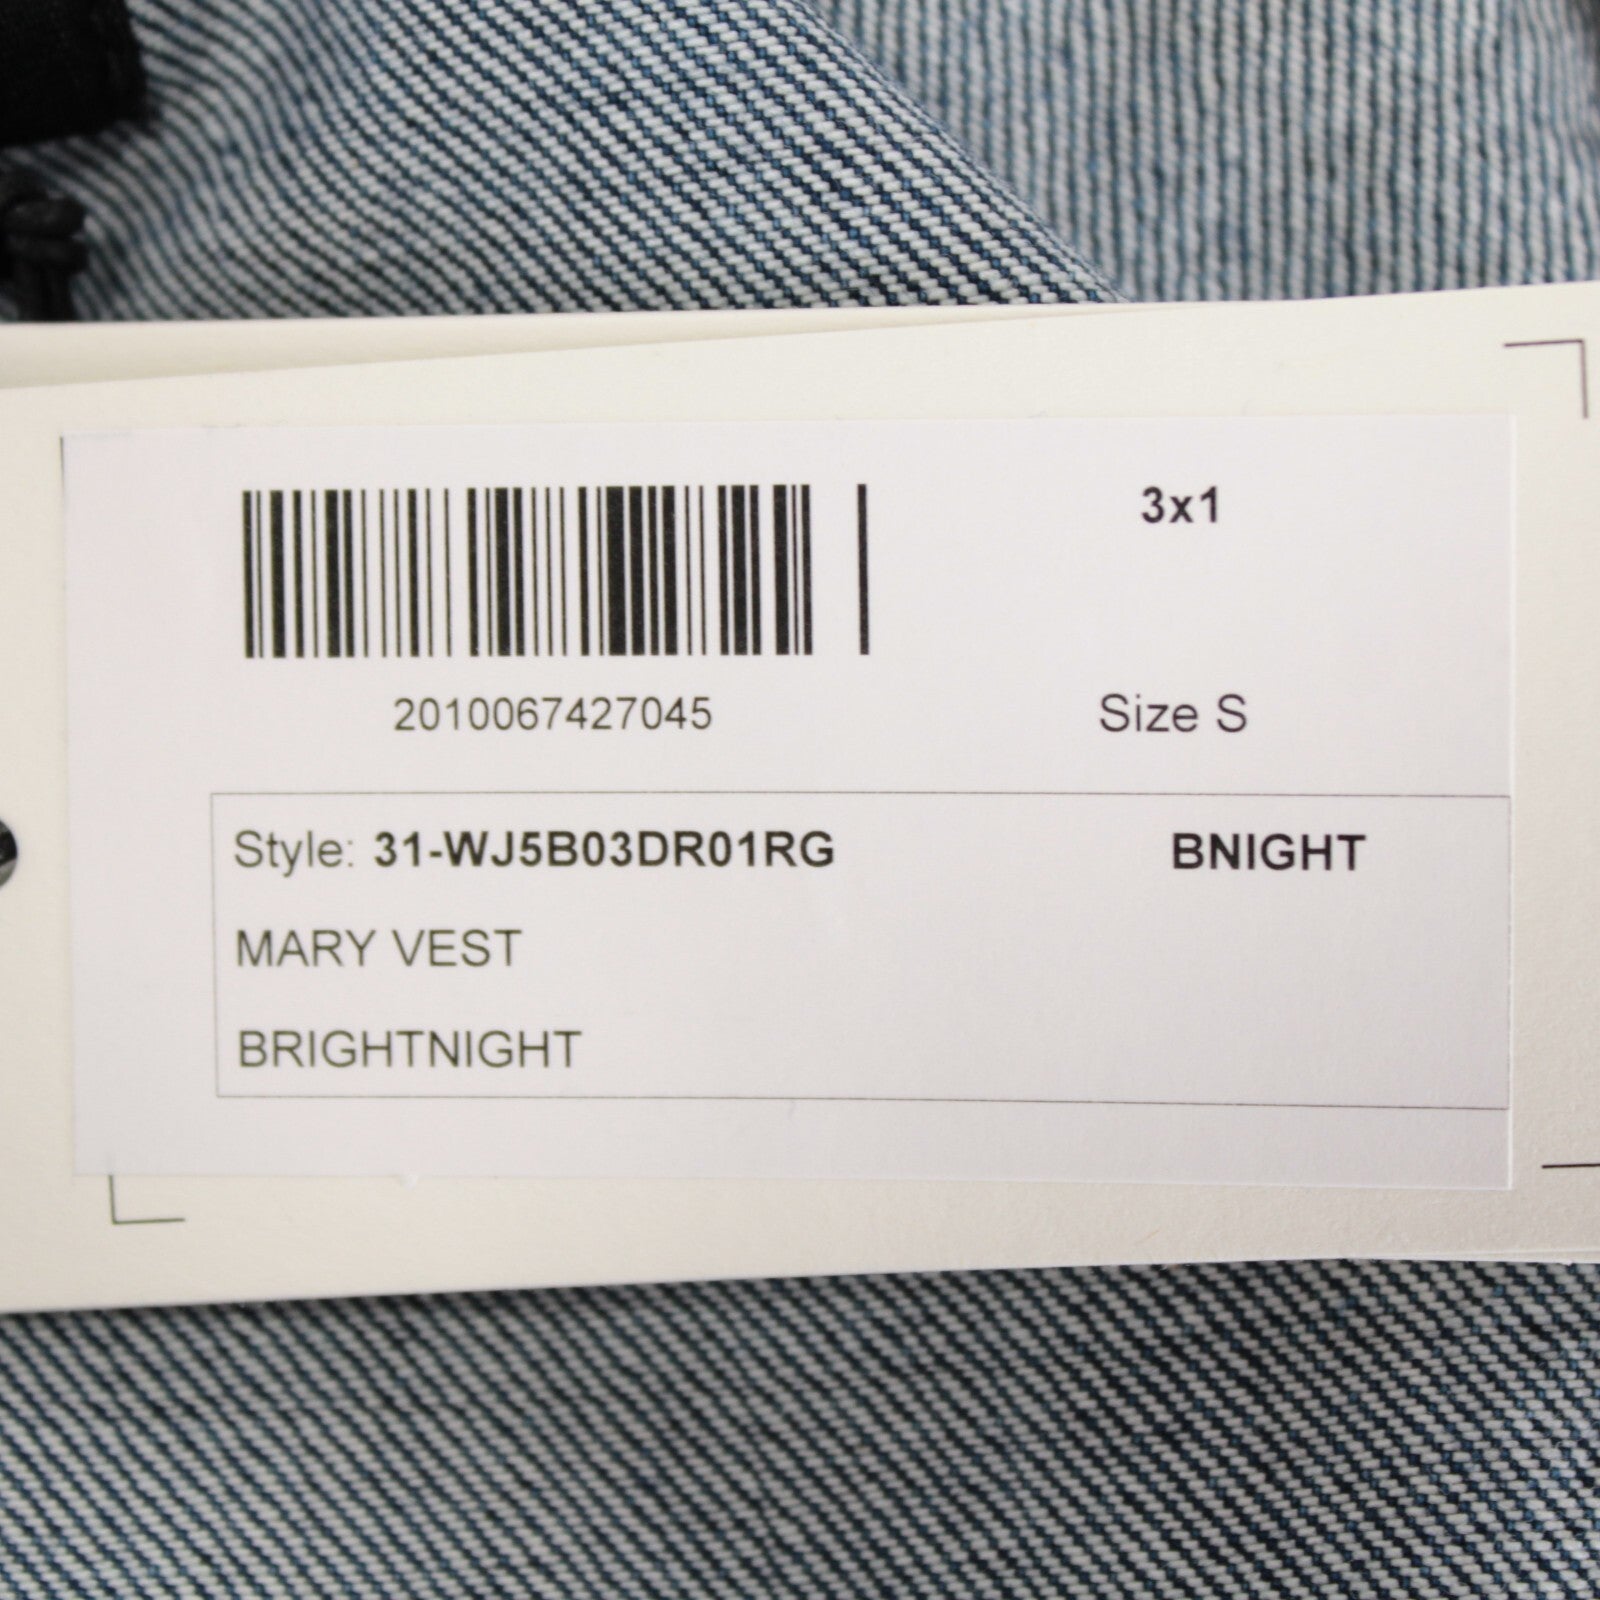 3x1
2010067427045 Size S
Style: 31-WJ5B03DR01RG BNIGHT
MARY VEST
BRIGHTNIGHT